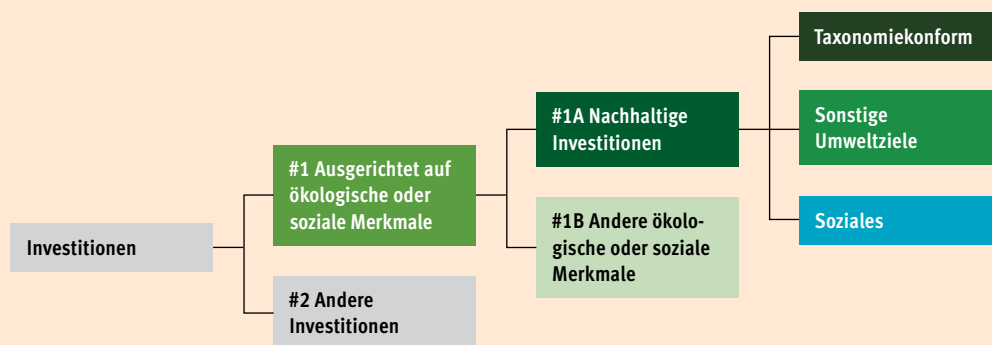 Investitionen
#1 Ausgerichtet auf
ökologische oder
soziale Merkmale
#2 Andere
Investitionen
#1A Nachhaltige
Investitionen
#1B Andere ökolo-
gische oder soziale
Merkmale
Taxonomiekonform
Sonstige
Umweltziele
Soziales